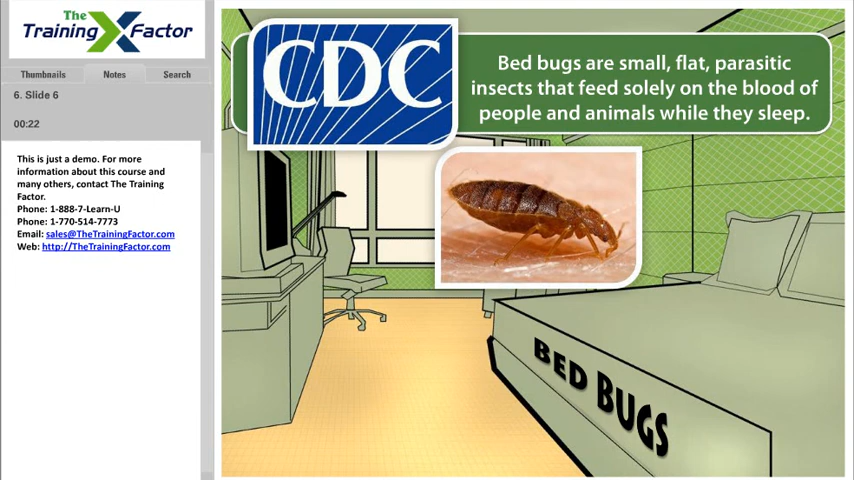 The
Training X Factor
Thumbnails
Notes
Search
6. Slide 6
00:22
This is just a demo. For more
information about this course and
many others, contact The Training
Factor.
Phone: 1-888-7-Learn-U
Phone: 1-770-514-7773
Email: sales@TheTrainingFactor.com
Web: http://TheTrainingFactor.com
CDC
Bed bugs are small, flat, parasitic
insects that feed solely on the blood of
people and animals while they sleep.
BED BUGS